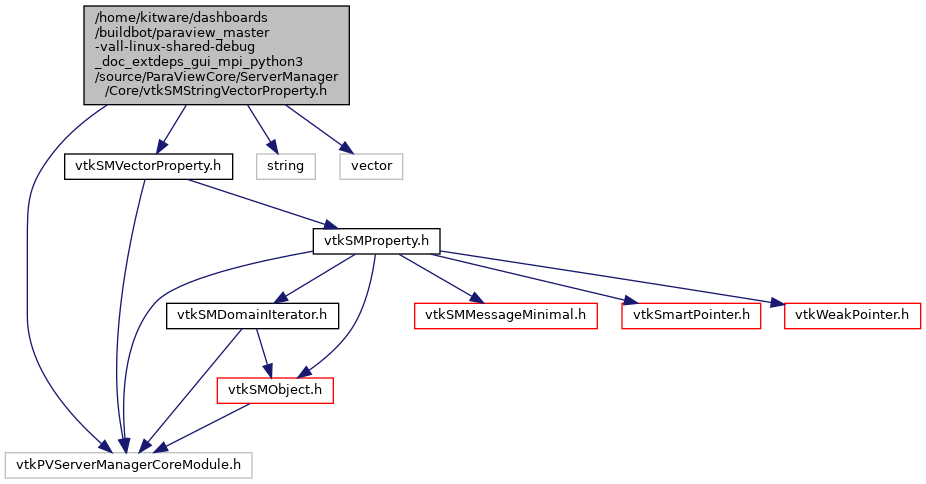 /home/kitware/dashboards
/buildbot/paraview_master
-vall-linux-shared-debug
_doc_extdeps_gui_mpi_python3
/source/ParaViewCore/ServerManager
/Core/vtkSMStringVectorProperty.h
vtkSMVectorProperty.h
string
vector
vtkSMProperty.h
vtkSMDomainIterator.h
vtkSMMessageMinimal.h
vtkSmartPointer.h
vtkWeakPointer.h
vtkSMObject.h
vtkPVServerManagerCoreModule.h